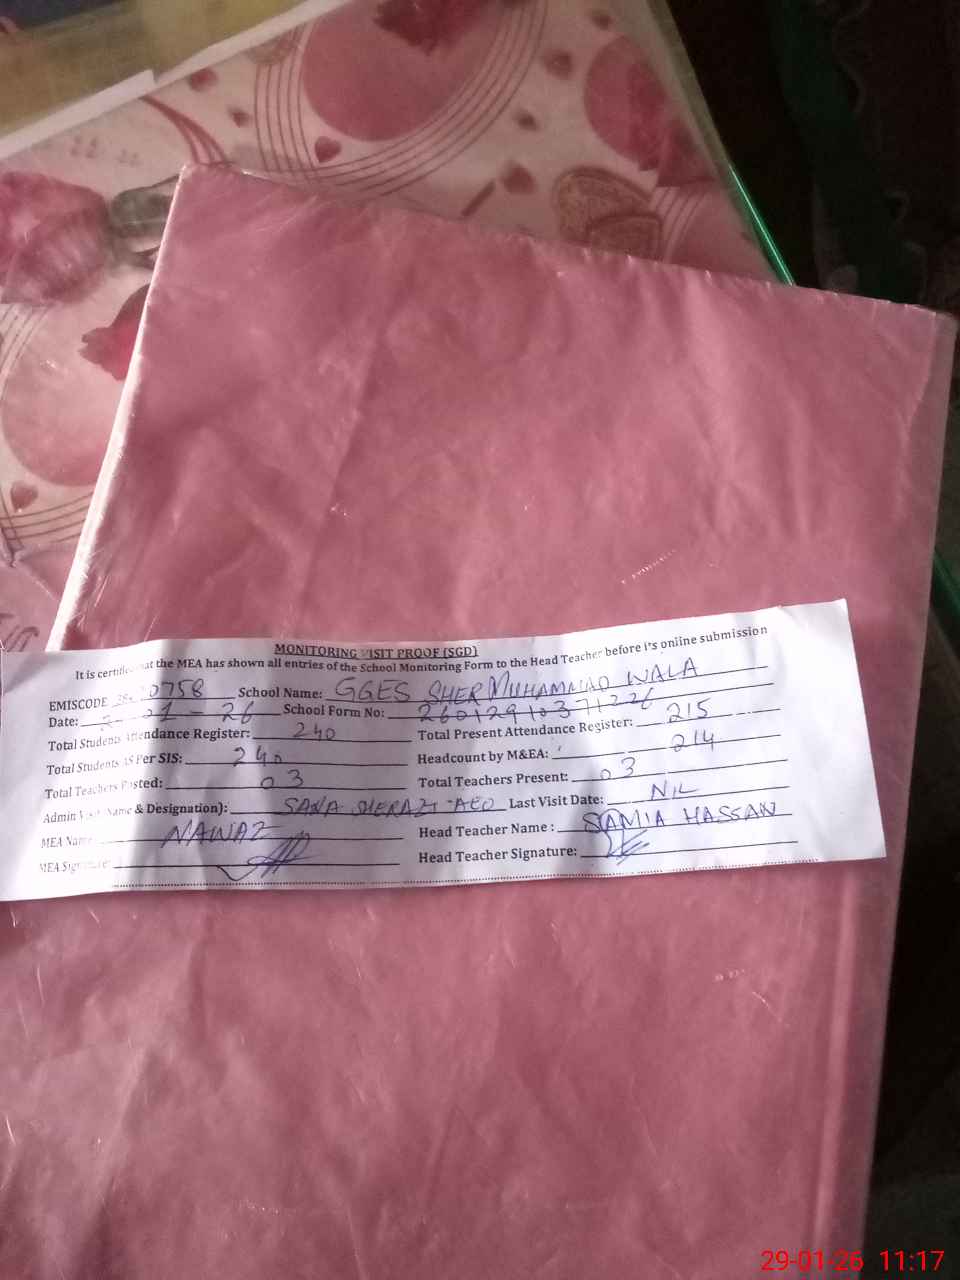 MONITORING VISIT PROOF (SGD)
It is certified that the MEA has shown all entries of the School Monitoring Form to the Head Teacher before its online submission
EMISCODE 0758 School Name: GGES SHER MUHAMMAD WALA
Date: 01 - 26 School Form No: 26012910371226
Total Students Attendance Register: 240 Total Present Attendance Register: 215
Total Students AS Per SIS: 240 Headcount by M&EA: 214
Total Teachers Posted: 03 Total Teachers Present: 03
Admin Visit Name & Designation): SANA SHERAZI AEO Last Visit Date: NIL
MEA Name NAWAZ Head Teacher Name : SAMIA HASSAN
MEA Signature: Head Teacher Signature:
29-01-26 11:17